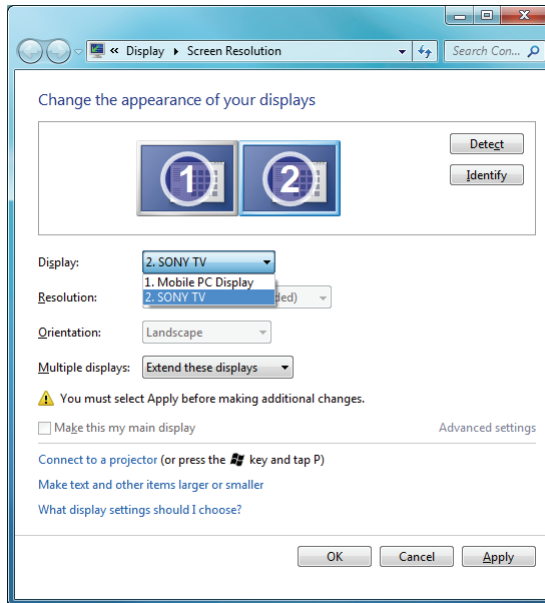 « Display ▸ Screen Resolution Search Con...
Change the appearance of your displays
1 2
Detect
Identify
Display: 2. SONY TV
1. Mobile PC Display
Resolution: 2. SONY TV ded)
Orientation: Landscape
Multiple displays: Extend these displays
You must select Apply before making additional changes.
Make this my main display Advanced settings
Connect to a projector (or press the key and tap P)
Make text and other items larger or smaller
What display settings should I choose?
OK Cancel Apply